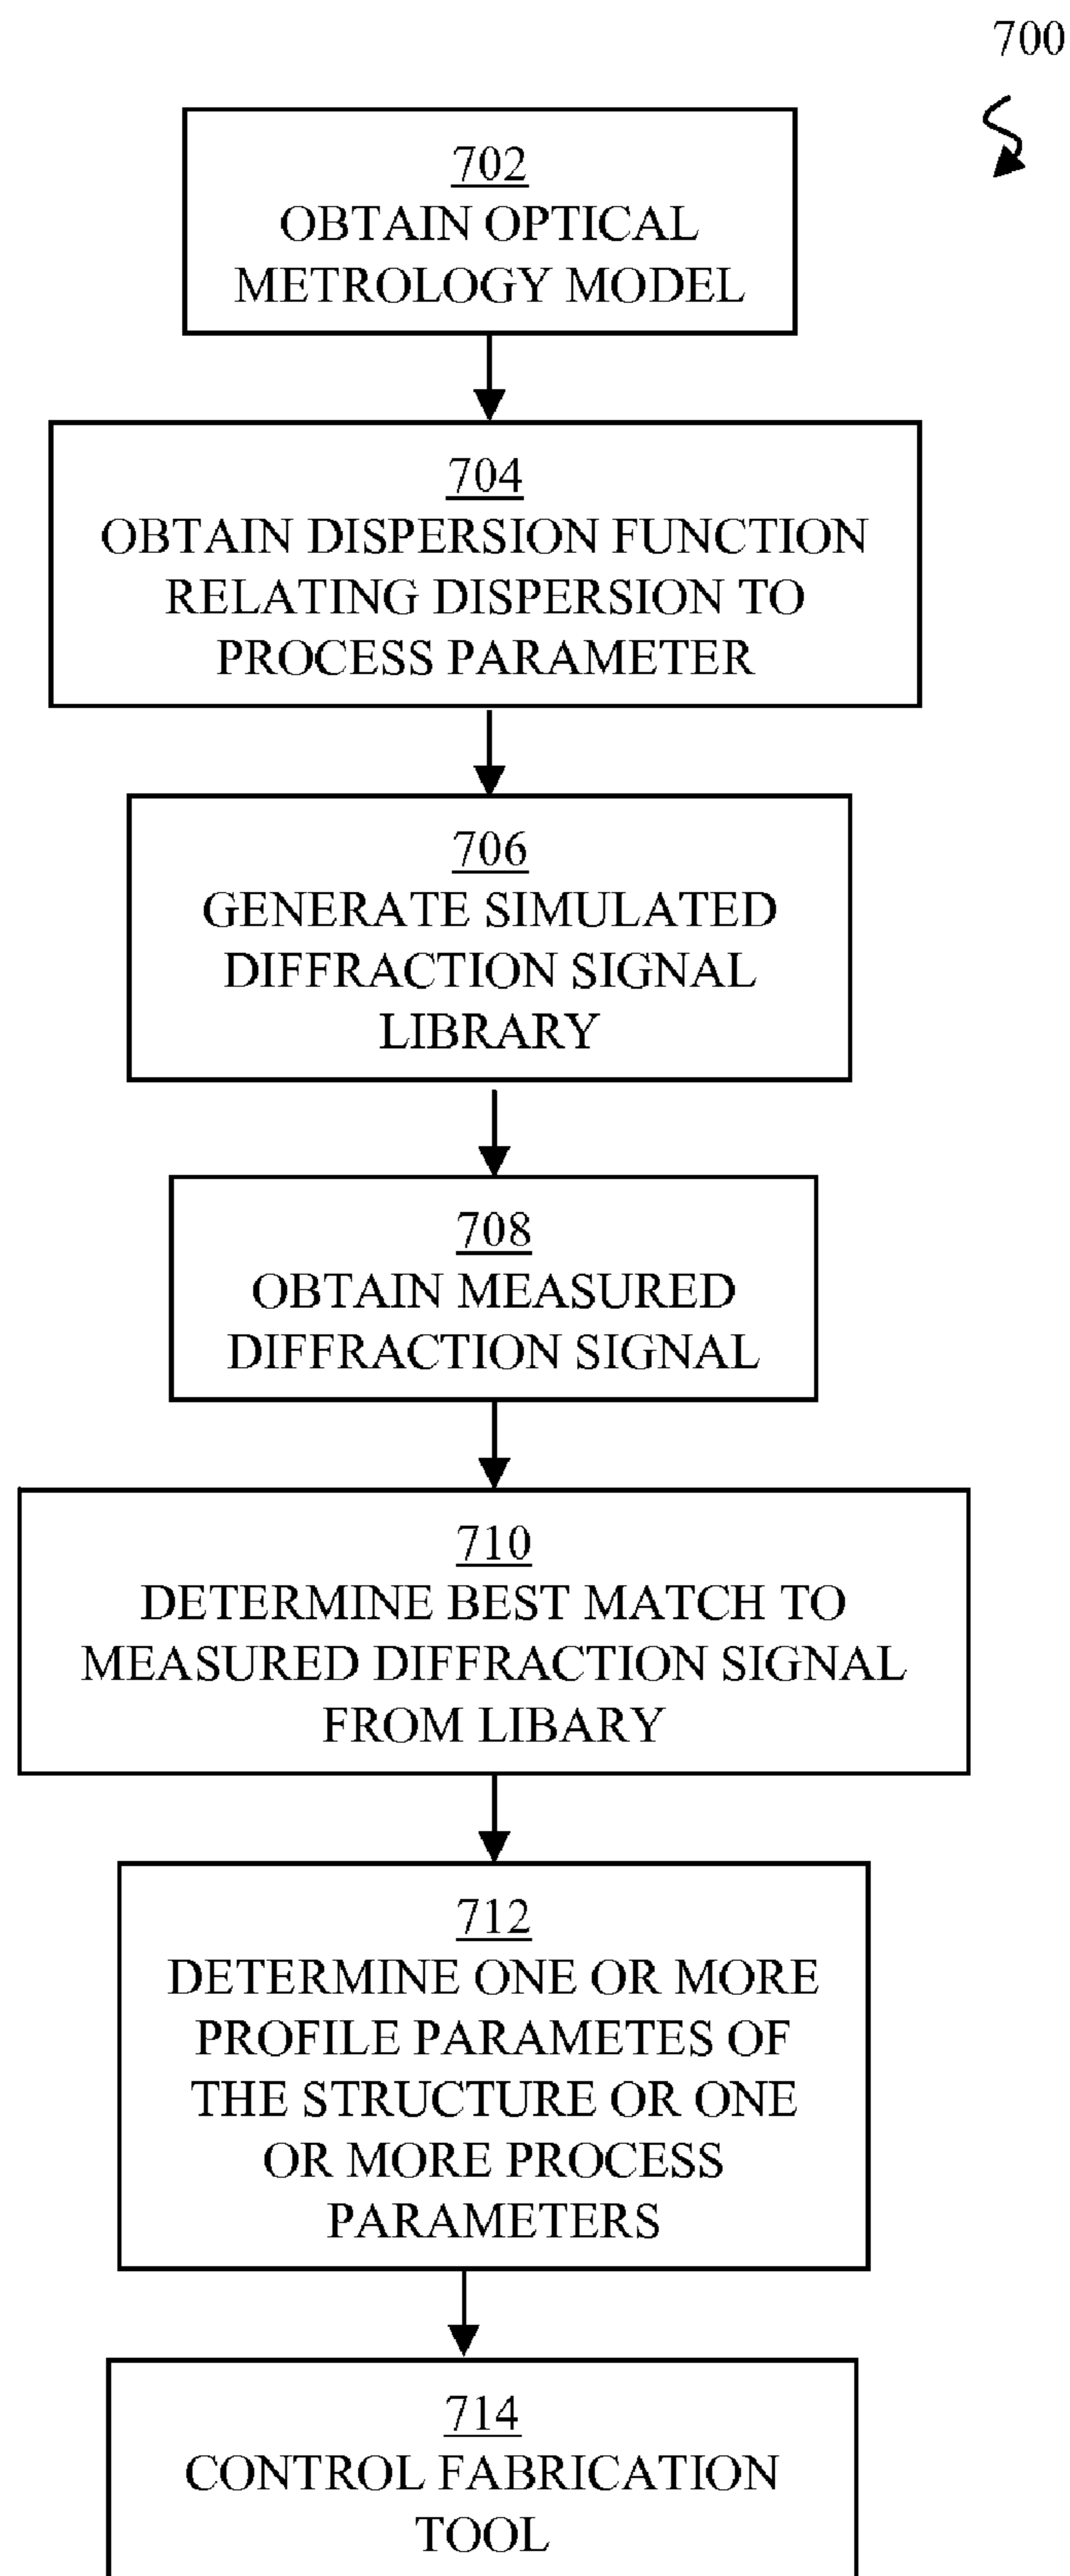 700
702
OBTAIN OPTICAL
METROLOGY MODEL
704
OBTAIN DISPERSION FUNCTION
RELATING DISPERSION TO
PROCESS PARAMETER
706
GENERATE SIMULATED
DIFFRACTION SIGNAL
LIBRARY
708
OBTAIN MEASURED
DIFFRACTION SIGNAL
710
DETERMINE BEST MATCH TO
MEASURED DIFFRACTION SIGNAL
FROM LIBARY
712
DETERMINE ONE OR MORE
PROFILE PARAMETES OF
THE STRUCTURE OR ONE
OR MORE PROCESS
PARAMETERS
714
CONTROL FABRICATION
TOOL